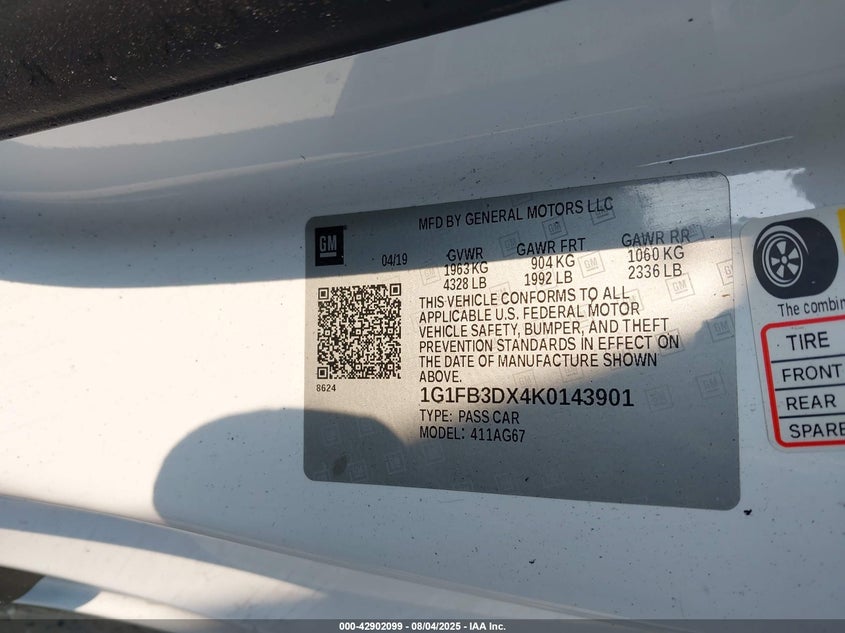 MFD BY GENERAL MOTORS LLC
GM
04/19 GVWR GAWR FRT GAWR RR
1963 KG 904 KG 1060 KG
4328 LB 1992 LB 2336 LB
THIS VEHICLE CONFORMS TO ALL
APPLICABLE U.S. FEDERAL MOTOR
VEHICLE SAFETY, BUMPER, AND THEFT
PREVENTION STANDARDS IN EFFECT ON
THE DATE OF MANUFACTURE SHOWN
ABOVE.
8624
1G1FB3DX4K0143901
TYPE: PASS CAR
MODEL: 411AG67
The combin
TIRE
FRONT
REAR
SPARE
000-42902099 - 08/04/2025 - IAA Inc.